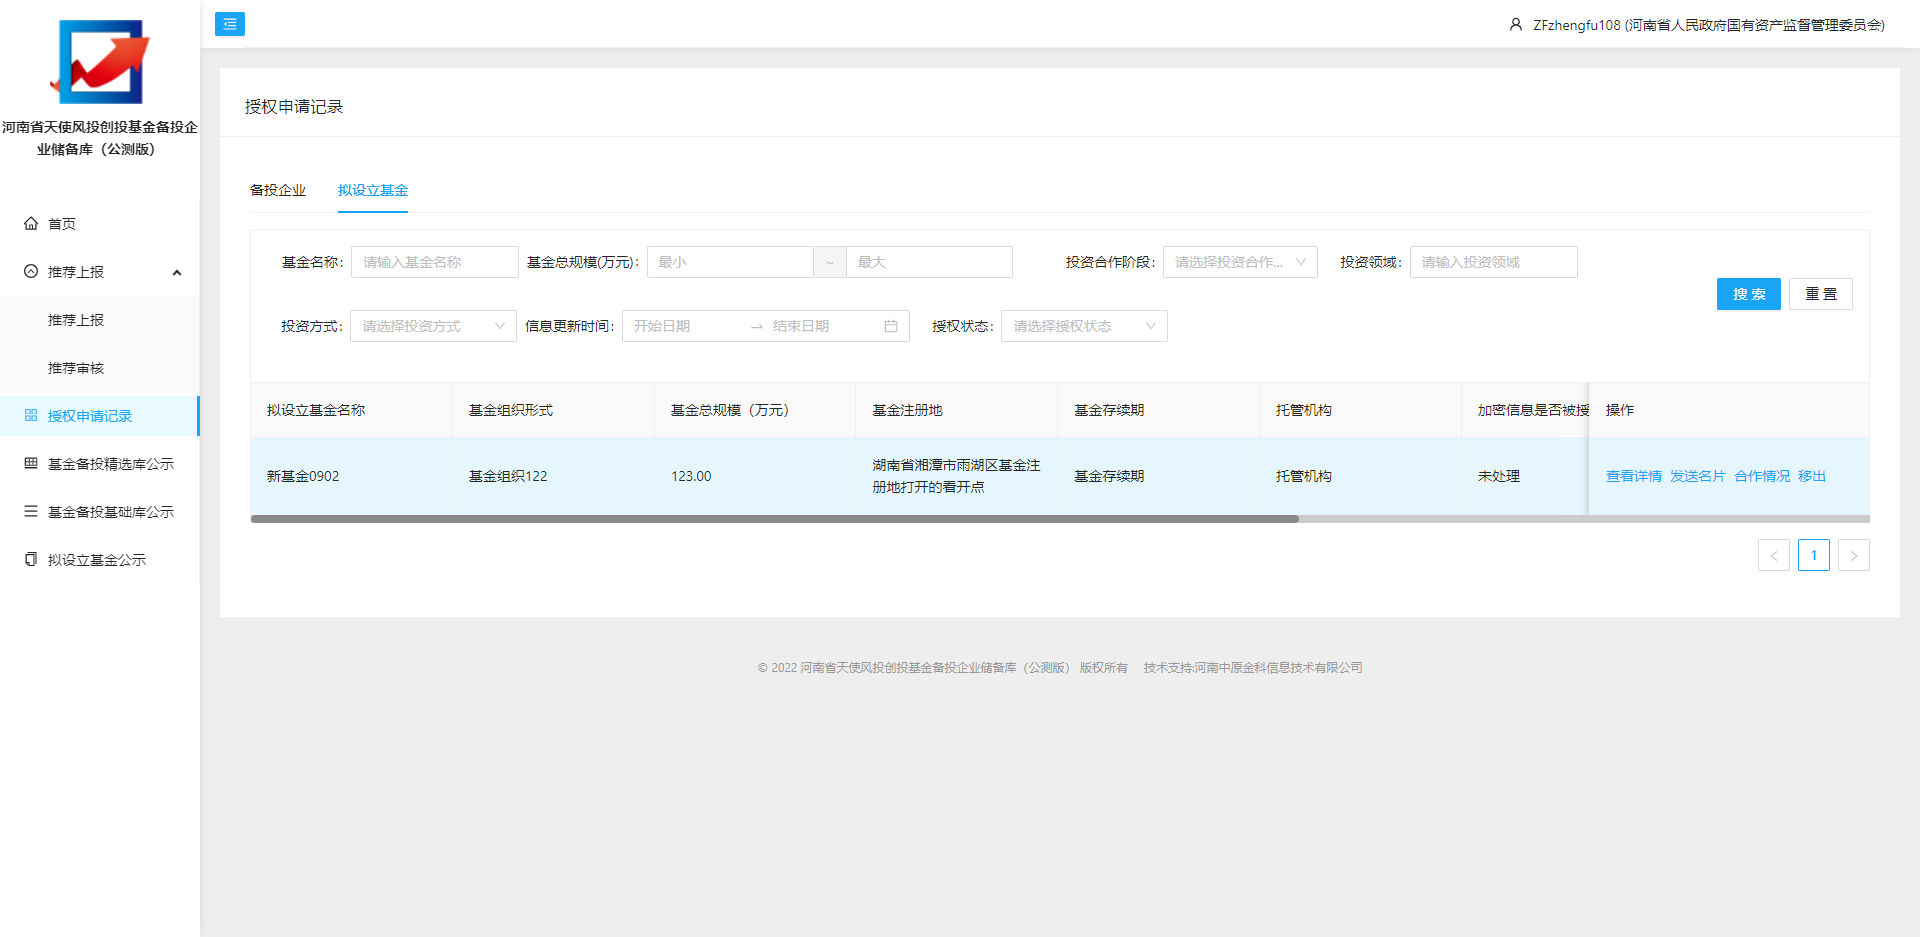 河南省天使风投创投基金备投企
业储备库（公测版）
首页
推荐上报
推荐上报
推荐审核
授权申请记录
基金备投精选库公示
基金备投基础库公示
拟设立基金公示
ZFzhengfu108 (河南省人民政府国有资产监督管理委员会)
授权申请记录
备投企业 拟设立基金
基金名称: 请输入基金名称 基金总规模(万元): 最小 ~ 最大 投资合作阶段: 请选择投资合作... 投资领域: 请输入投资领域
搜索 重置
投资方式: 请选择投资方式 信息更新时间: 开始日期 → 结束日期 授权状态: 请选择授权状态
拟设立基金名称 基金组织形式 基金总规模（万元） 基金注册地 基金存续期 托管机构 加密信息是否被授 操作
新基金0902 基金组织122 123.00 湖南省湘潭市雨湖区基金注
册地打开的看开点 基金存续期 托管机构 未处理 查看详情 发送名片 合作情况 移出
< 1 >
© 2022 河南省天使风投创投基金备投企业储备库（公测版） 版权所有 技术支持:河南中原金科信息技术有限公司